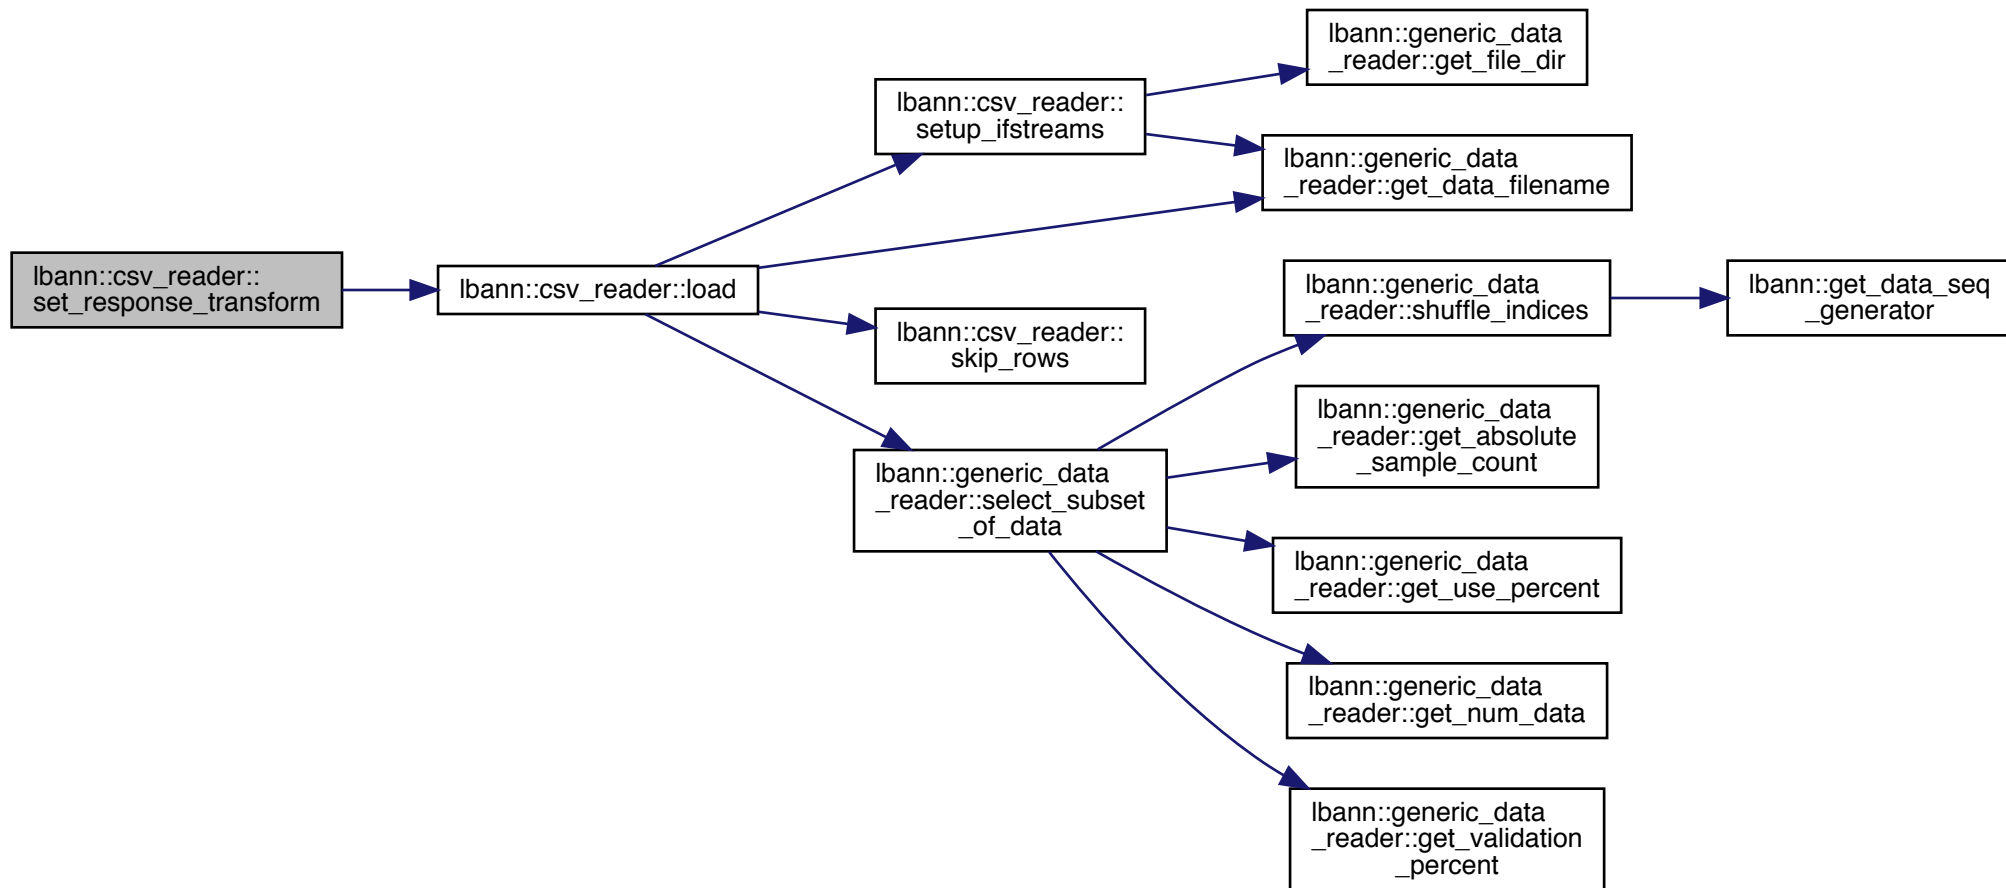 lbann::csv_reader::
set_response_transform
lbann::csv_reader::load
lbann::csv_reader::
setup_ifstreams
lbann::generic_data
_reader::get_file_dir
lbann::generic_data
_reader::get_data_filename
lbann::csv_reader::
skip_rows
lbann::generic_data
_reader::select_subset
_of_data
lbann::generic_data
_reader::shuffle_indices
lbann::get_data_seq
_generator
lbann::generic_data
_reader::get_absolute
_sample_count
lbann::generic_data
_reader::get_use_percent
lbann::generic_data
_reader::get_num_data
lbann::generic_data
_reader::get_validation
_percent